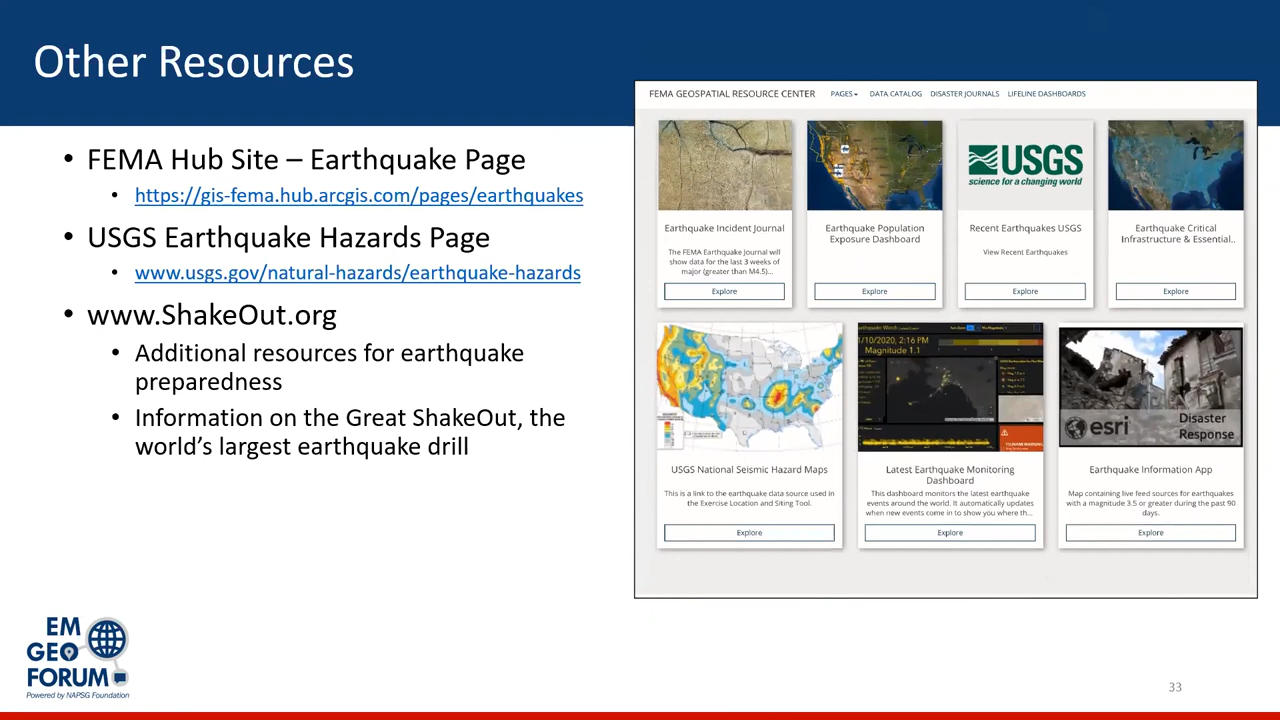 Other Resources
• FEMA Hub Site – Earthquake Page
• https://gis-fema.hub.arcgis.com/pages/earthquakes
• USGS Earthquake Hazards Page
• www.usgs.gov/natural-hazards/earthquake-hazards
• www.ShakeOut.org
• Additional resources for earthquake
preparedness
• Information on the Great ShakeOut, the
world's largest earthquake drill
FEMA GEOSPATIAL RESOURCE CENTER PAGES DATA CATALOG DISASTER JOURNALS LIFELINE DASHBOARDS
Earthquake Incident Journal
The FEMA Earthquake Journal will
show data for the last 3 weeks of
major (greater than M4.5)...
Explore
Earthquake Population
Exposure Dashboard
Explore
USGS
science for a changing world
Recent Earthquakes USGS
View Recent Earthquakes
Explore
Earthquake Critical
Infrastructure & Essential..
Explore
USGS National Seismic Hazard Maps
This is a link to the earthquake data source used in
the Exercise Location and Siting Tool.
Explore
1/10/2020, 2:16 PM
Magnitude 1.1
Latest Earthquake Monitoring
Dashboard
This dashboard monitors the latest earthquake
events around the world. It automatically updates
when new events come in to show you where th...
Explore
esri
Disaster
Response
Earthquake Information App
Map containing live feed sources for earthquakes
with a magnitude 3.5 or greater during the past 90
days.
Explore
EM
GEO
FORUM
Powered by NAPSG Foundation
33